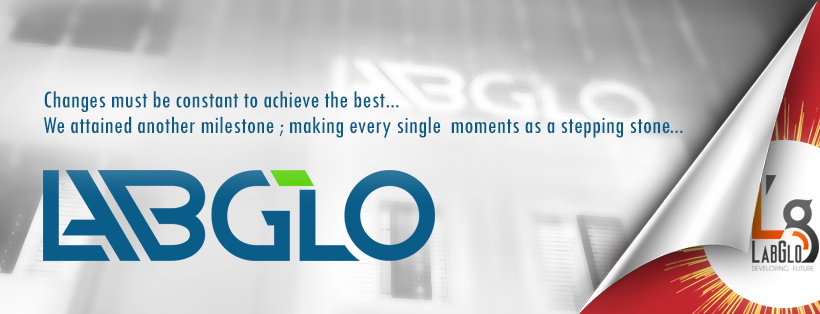 Changes must be constant to achieve the best...
We attained another milestone ; making every single moments as a stepping stone...
LABGLO
LABGLO
Lg
LABGLO
DEVELOPING FUTURE